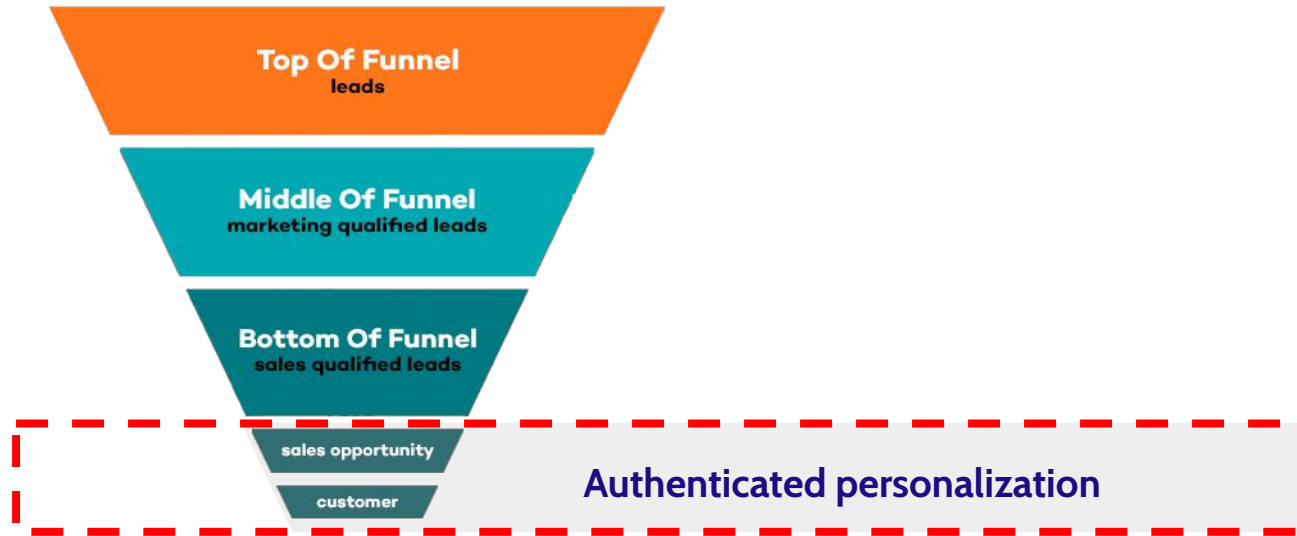 Top Of Funnel
leads
Middle Of Funnel
marketing qualified leads
Bottom Of Funnel
sales qualified leads
sales opportunity
customer
Authenticated personalization